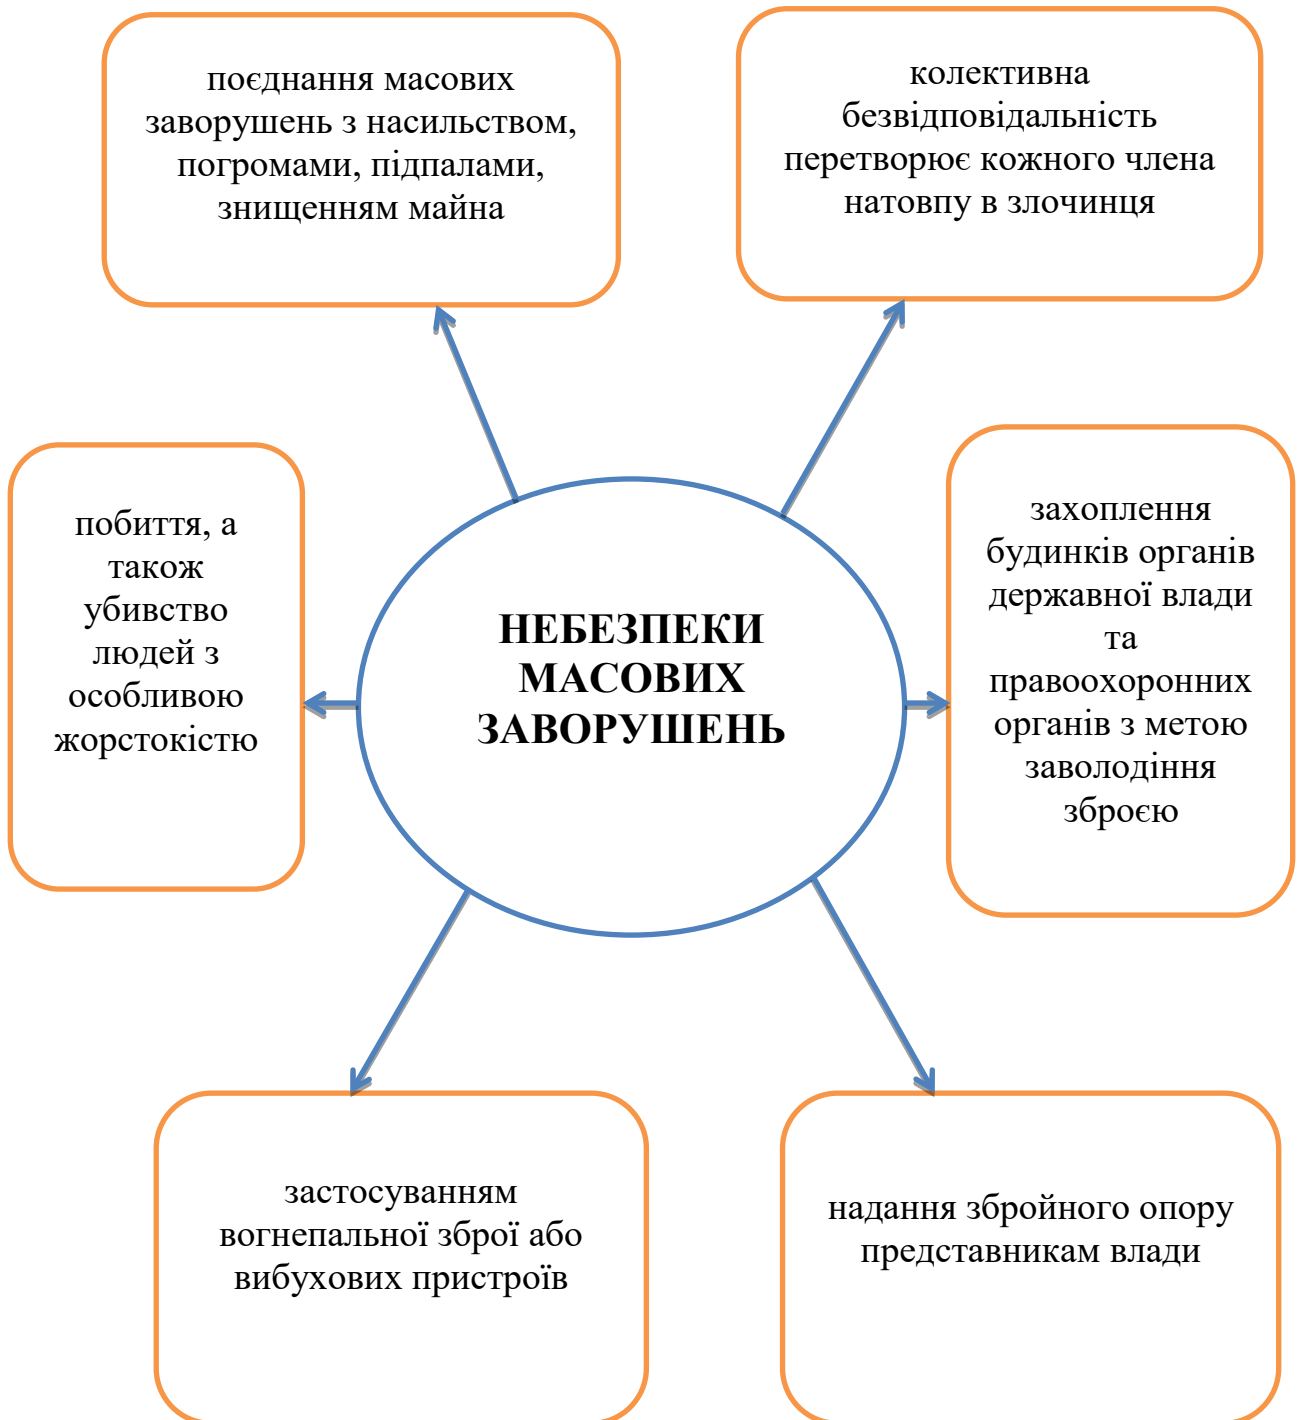 поєднання масових
заворушень з насильством,
погромами, підпалами,
знищенням майна
колективна
безвідповідальність
перетворює кожного члена
натовпу в злочинця
побиття, а
також
убивство
людей з
особливою
жорстокістю
НЕБЕЗПЕКИ
МАСОВИХ
ЗАВОРУШЕНЬ
захоплення
будинків органів
державної влади
та
правоохоронних
органів з метою
заволодіння
зброєю
застосуванням
вогнепальної зброї або
вибухових пристроїв
надання збройного опору
представникам влади